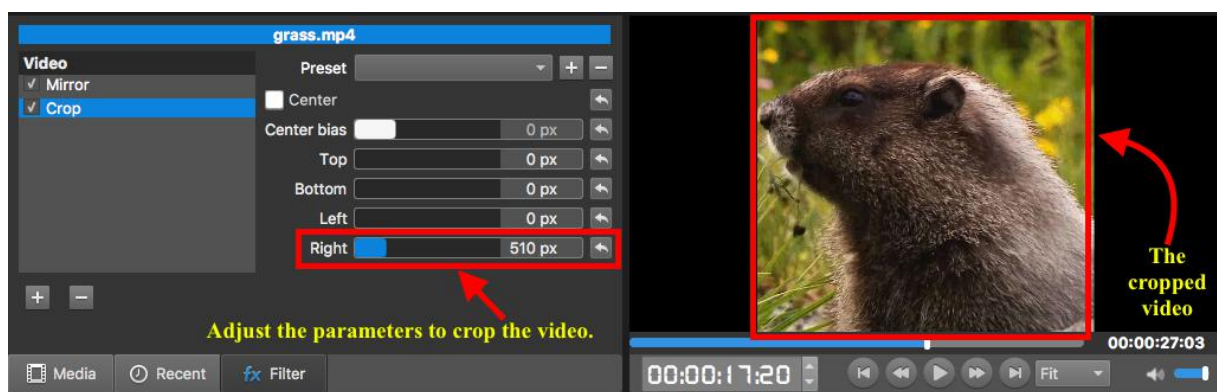 grass.mp4
Video
Mirror
Crop
Preset
Center
Center bias 0 px
Top 0 px
Bottom 0 px
Left 0 px
Right 510 px
Adjust the parameters to crop the video.
Media Recent fx Filter
The
cropped
video
00:00:27:03
00:00:17:20 Fit